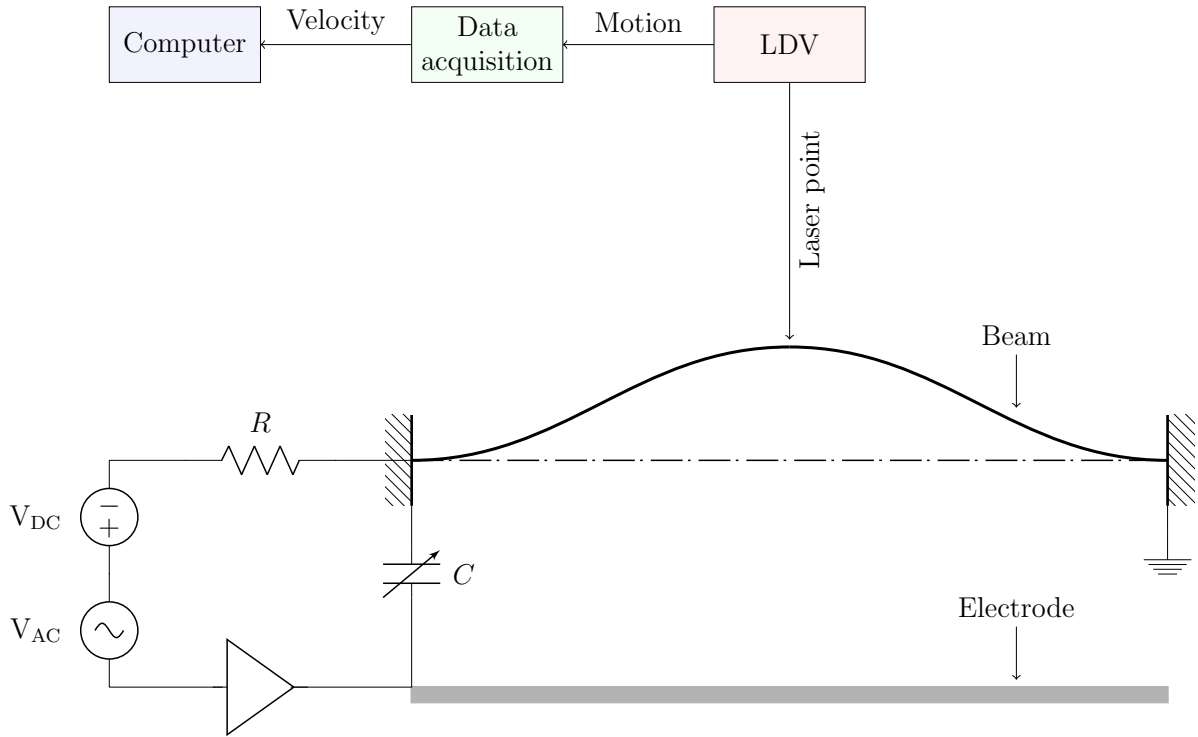 Computer
Velocity
Data
acquisition
Motion
LDV
Laser point
Beam
R
V_DC
− +
C
V_AC
Electrode